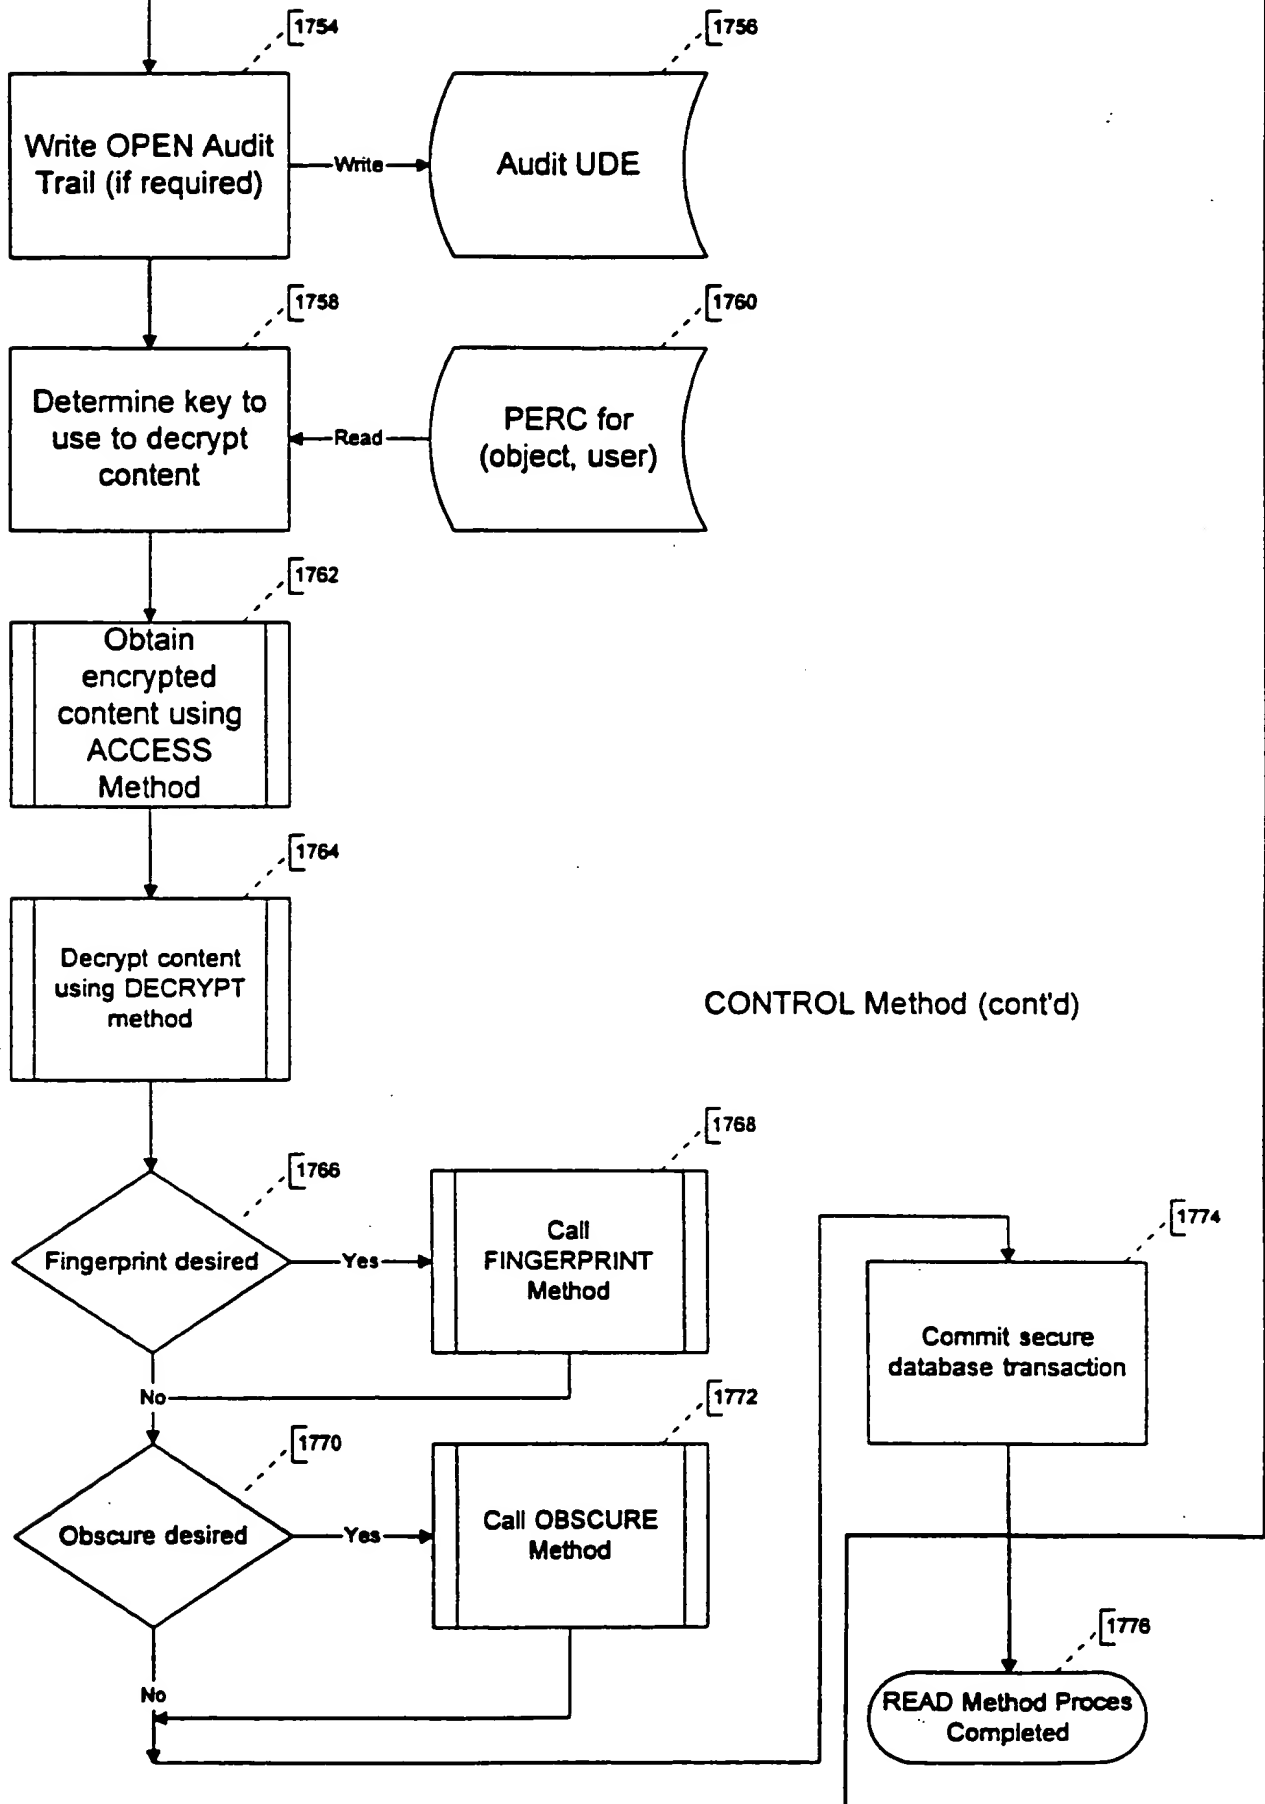 1754
Write OPEN Audit
Trail (if required)
Write
1756
Audit UDE
1758
Determine key to
use to decrypt
content
Read
1760
PERC for
(object, user)
1762
Obtain
encrypted
content using
ACCESS
Method
1764
Decrypt content
using DECRYPT
method
CONTROL Method (cont'd)
1766
Fingerprint desired
Yes
1768
Call
FINGERPRINT
Method
No
1770
Obscure desired
Yes
1772
Call OBSCURE
Method
No
1774
Commit secure
database transaction
1776
READ Method Proces
Completed